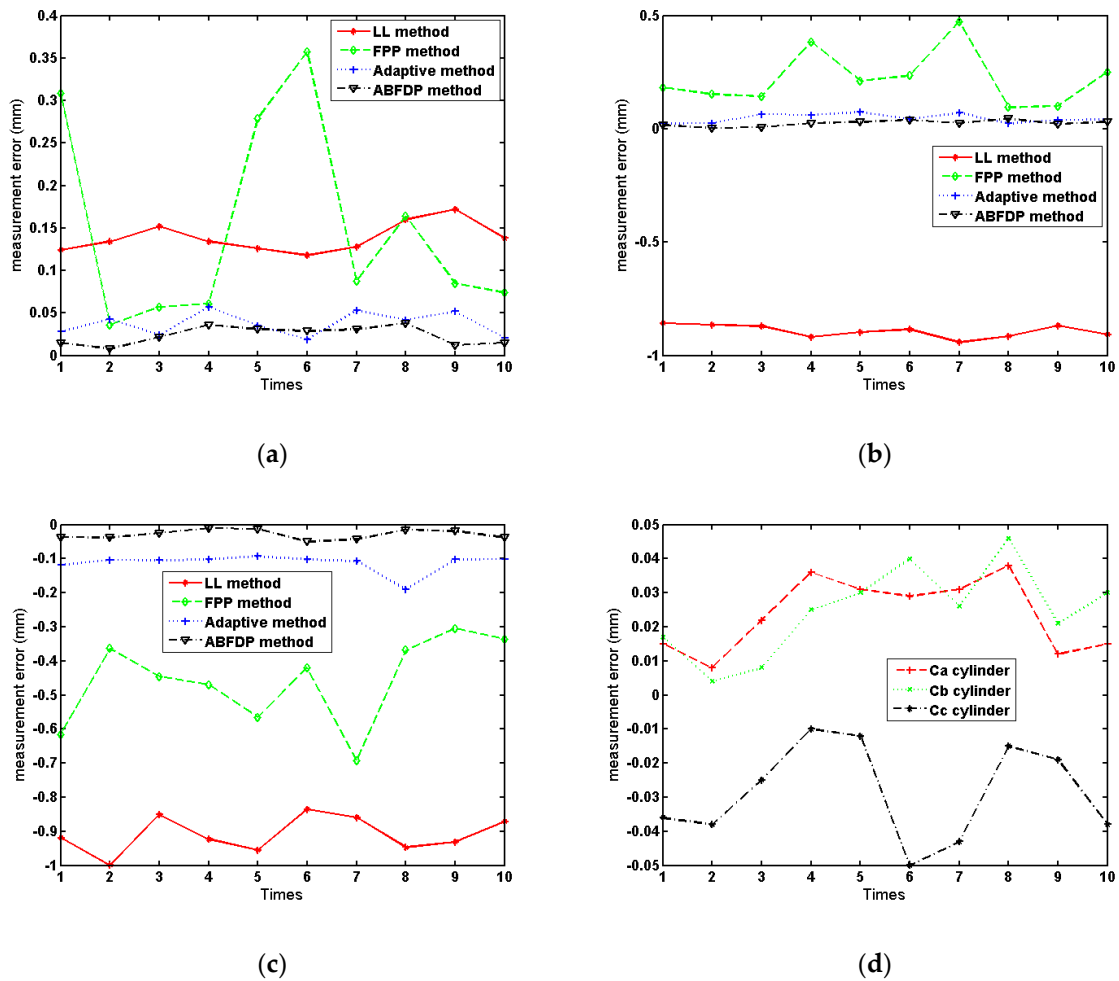 0.4
0.35
0.3
0.25
0.2
0.15
0.1
0.05
0
measurement error (mm)
1 2 3 4 5 6 7 8 9 10
Times
LL method
FPP method
Adaptive method
ABFDP method
(a)
0.5
0
-0.5
-1
measurement error (mm)
1 2 3 4 5 6 7 8 9 10
Times
LL method
FPP method
Adaptive method
ABFDP method
(b)
0
-0.1
-0.2
-0.3
-0.4
-0.5
-0.6
-0.7
-0.8
-0.9
-1
measurement error (mm)
1 2 3 4 5 6 7 8 9 10
Times
LL method
FPP method
Adaptive method
ABFDP method
(c)
0.05
0.04
0.03
0.02
0.01
0
-0.01
-0.02
-0.03
-0.04
-0.05
measurement error (mm)
1 2 3 4 5 6 7 8 9 10
Times
Ca cylinder
Cb cylinder
Cc cylinder
(d)